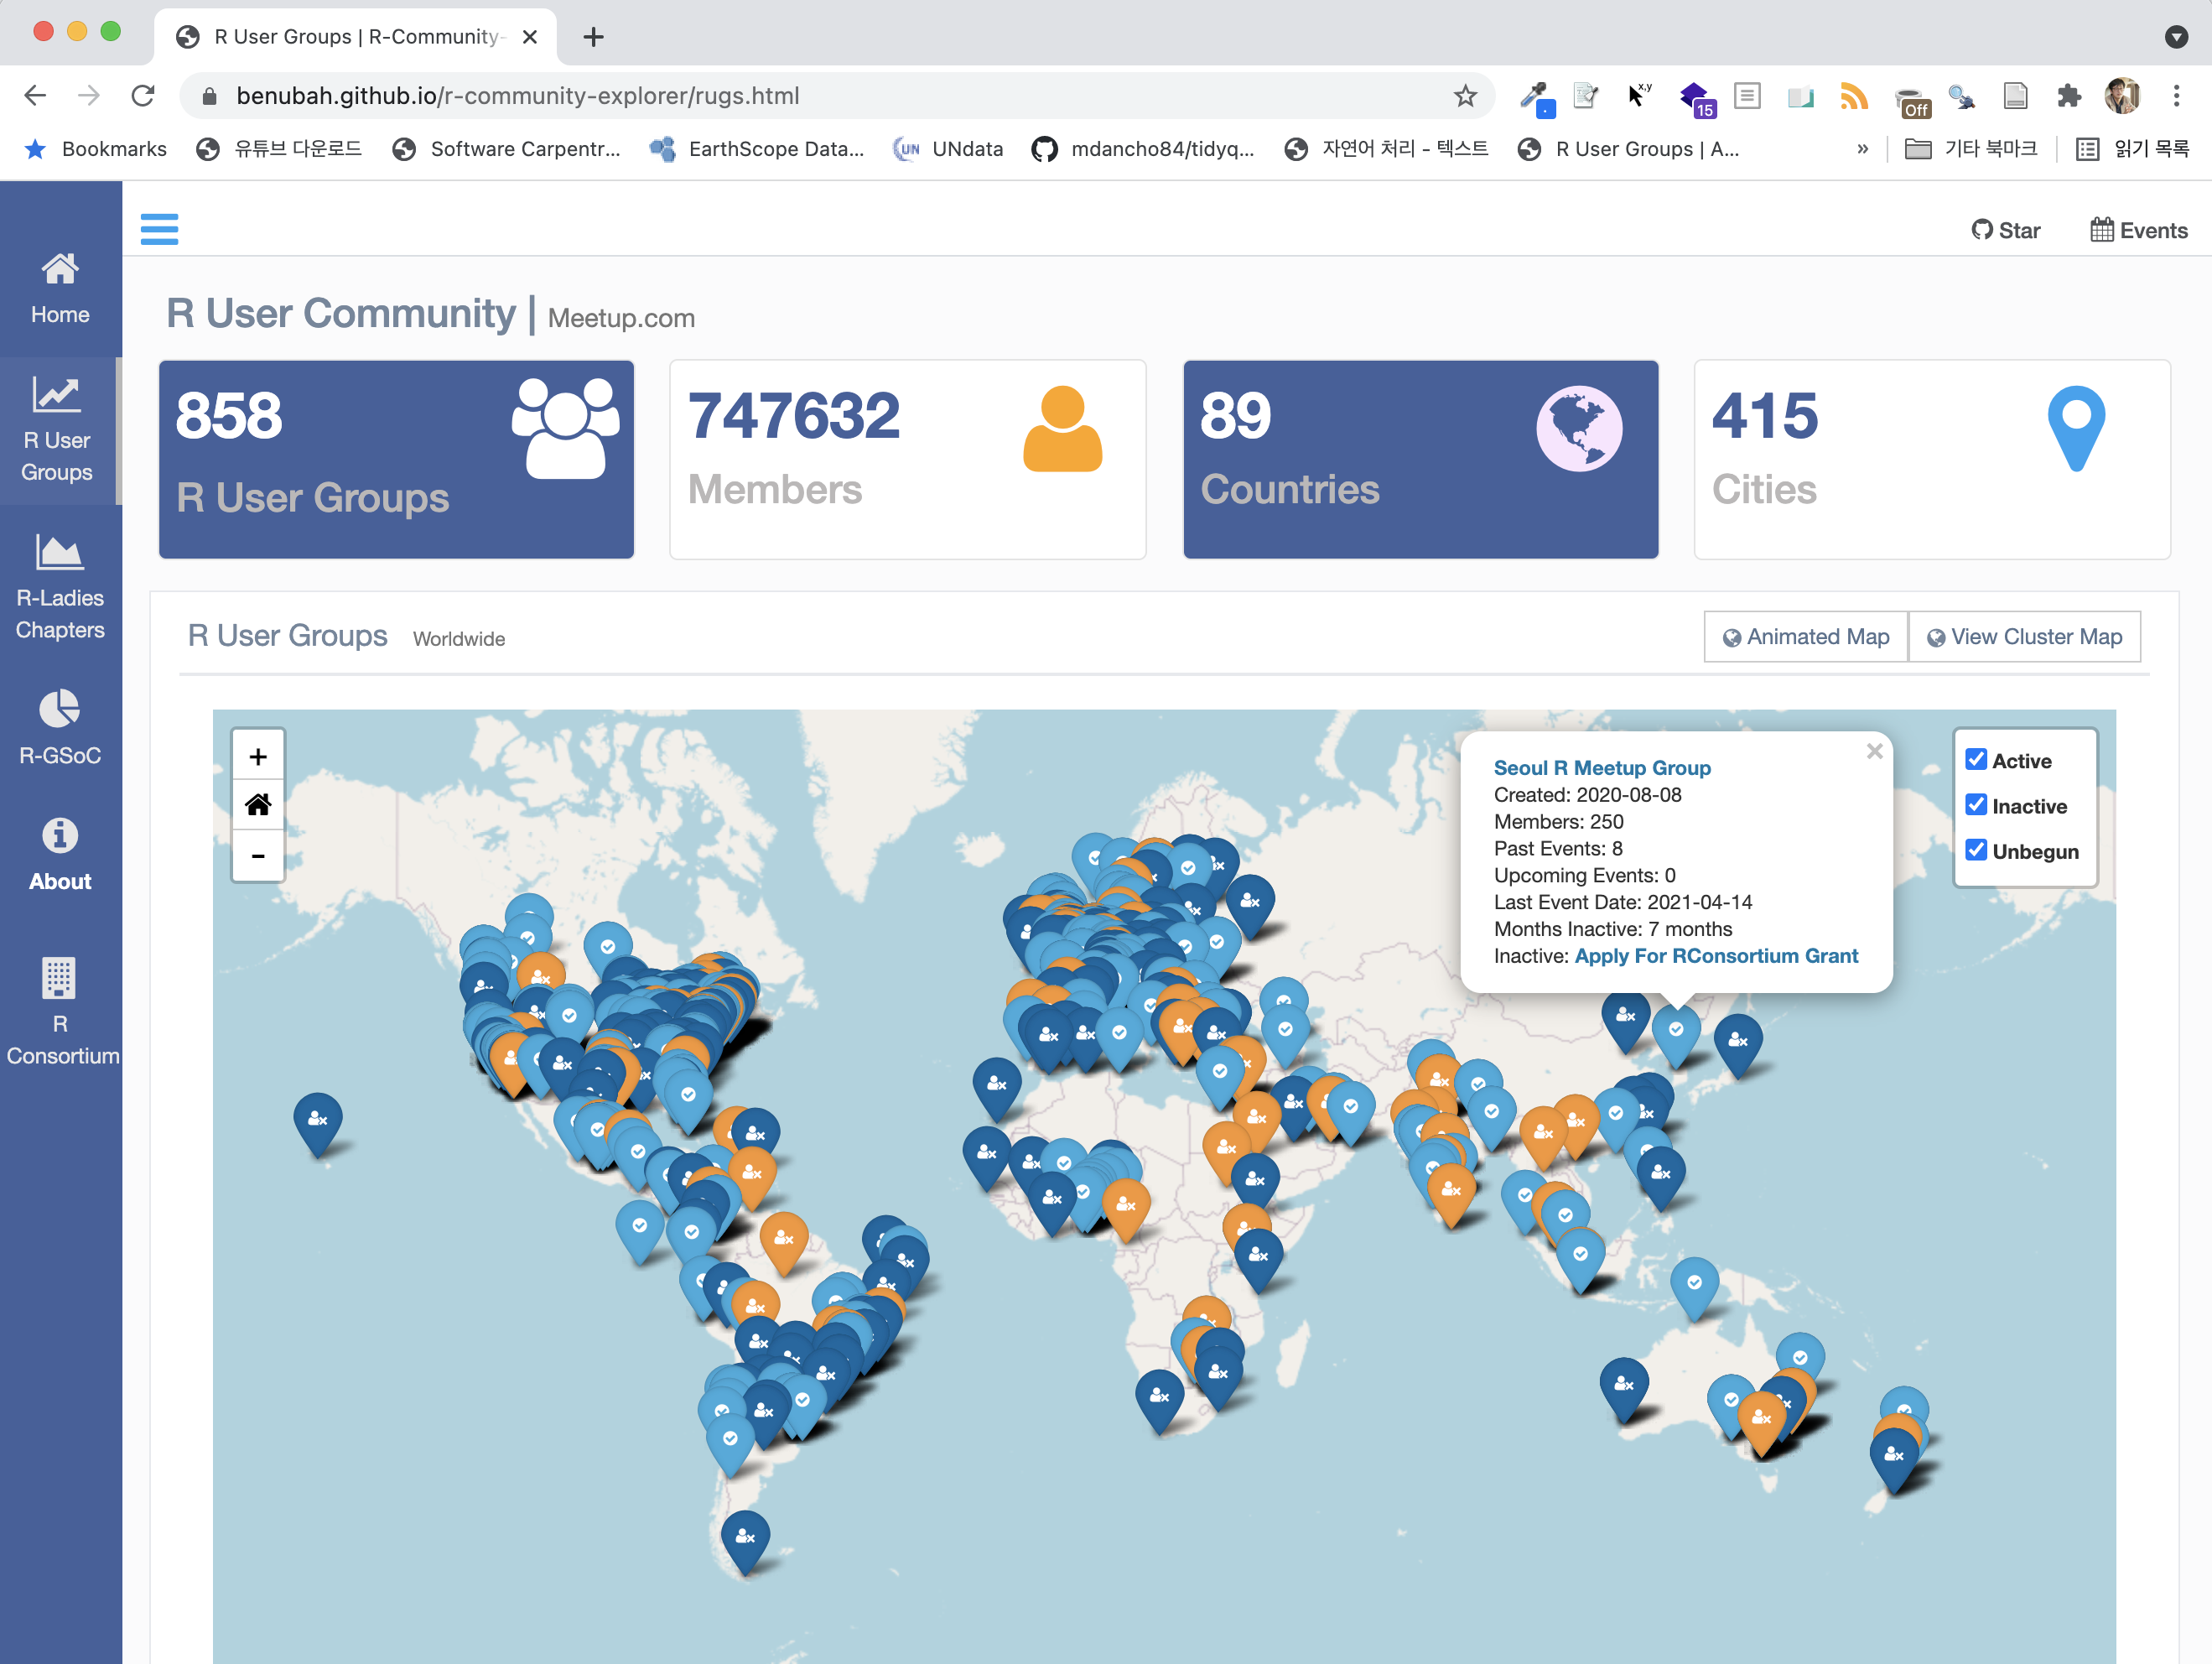 R User Groups | R-Community-
benubah.github.io/r-community-explorer/rugs.html
x,y
15
Off
Bookmarks
유튜브 다운로드
Software Carpentr...
EarthScope Data...
UN
UNdata
mdancho84/tidyq...
자연어 처리 - 텍스트
R User Groups | A...
»
기타 북마크
읽기 목록
Star
Events
Home
R User
Groups
R-Ladies
Chapters
R-GSoC
About
R
Consortium
R User Community | Meetup.com
858
R User Groups
747632
Members
89
Countries
415
Cities
R User Groups Worldwide
Animated Map
View Cluster Map
+
-
Seoul R Meetup Group
Created: 2020-08-08
Members: 250
Past Events: 8
Upcoming Events: 0
Last Event Date: 2021-04-14
Months Inactive: 7 months
Inactive: Apply For RConsortium Grant
×
Active
Inactive
Unbegun